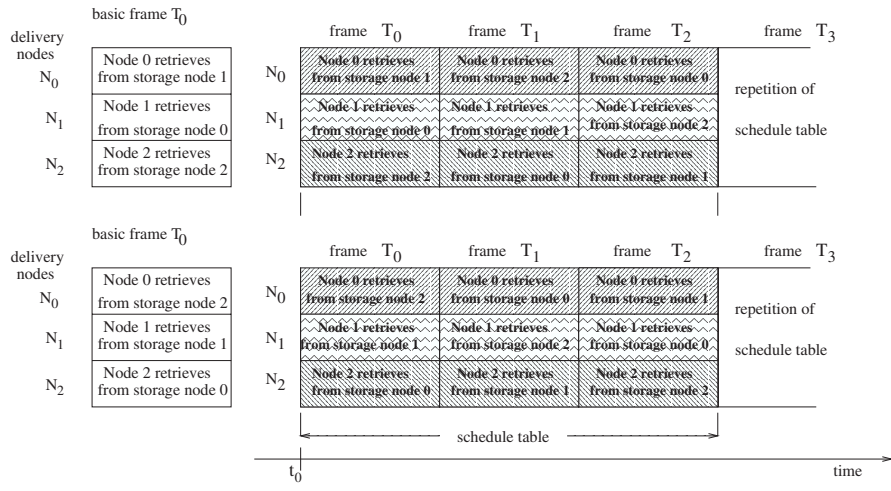 basic frame T0
frame T0 frame T1 frame T2 frame T3
delivery
nodes
N0
Node 0 retrieves
from storage node 1
N1
Node 1 retrieves
from storage node 0
N2
Node 2 retrieves
from storage node 2
N0
Node 0 retrieves
from storage node 1
Node 0 retrieves
from storage node 2
Node 0 retrieves
from storage node 0
N1
Node 1 retrieves
from storage node 0
Node 1 retrieves
from storage node 1
Node 1 retrieves
from storage node 2
N2
Node 2 retrieves
from storage node 2
Node 2 retrieves
from storage node 0
Node 2 retrieves
from storage node 1
repetition of
schedule table
basic frame T0
frame T0 frame T1 frame T2 frame T3
delivery
nodes
N0
Node 0 retrieves
from storage node 2
N1
Node 1 retrieves
from storage node 1
N2
Node 2 retrieves
from storage node 0
N0
Node 0 retrieves
from storage node 2
Node 0 retrieves
from storage node 0
Node 0 retrieves
from storage node 1
N1
Node 1 retrieves
from storage node 1
Node 1 retrieves
from storage node 2
Node 1 retrieves
from storage node 0
N2
Node 2 retrieves
from storage node 0
Node 2 retrieves
from storage node 1
Node 2 retrieves
from storage node 2
repetition of
schedule table
schedule table
t0
time